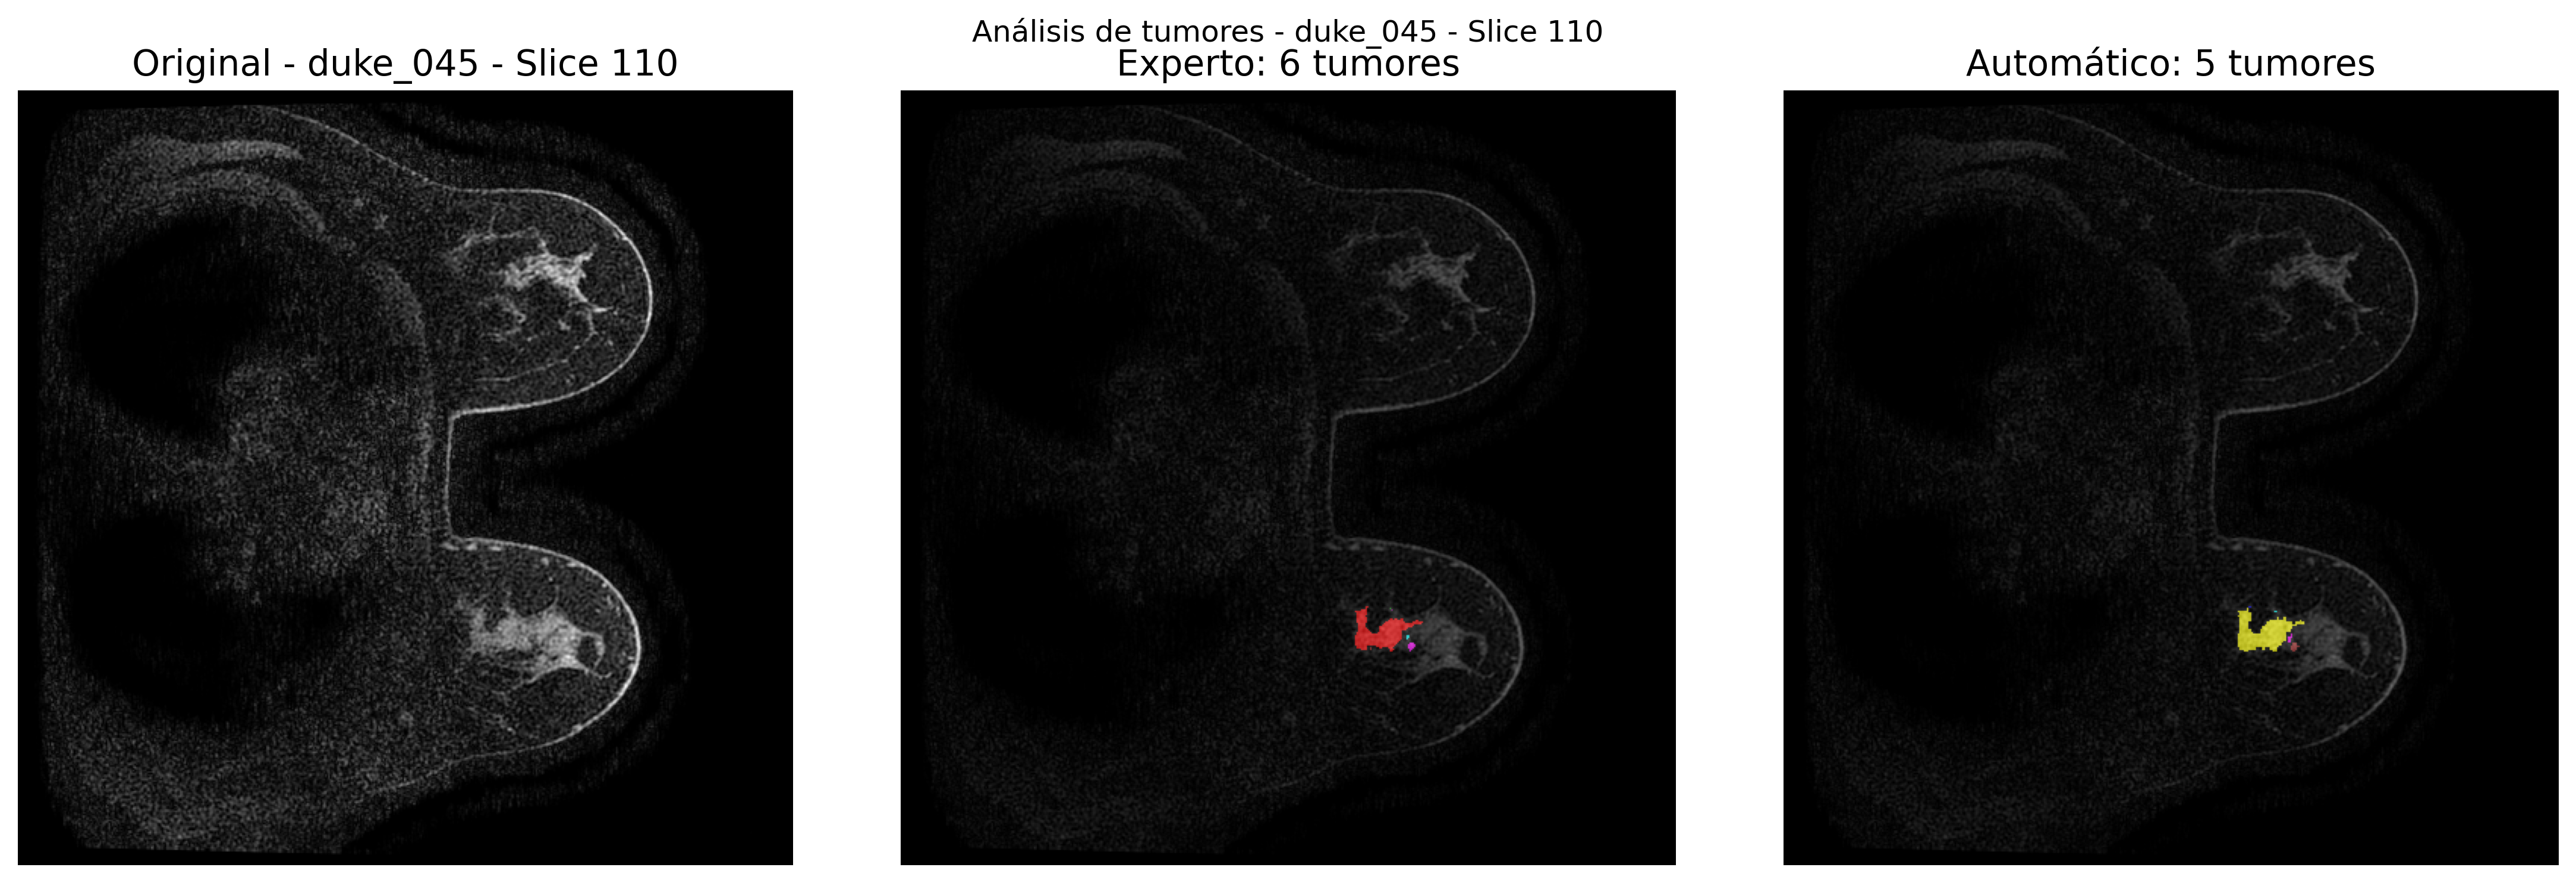 Análisis de tumores - duke_045 - Slice 110
Original - duke_045 - Slice 110
Experto: 6 tumores
Automático: 5 tumores